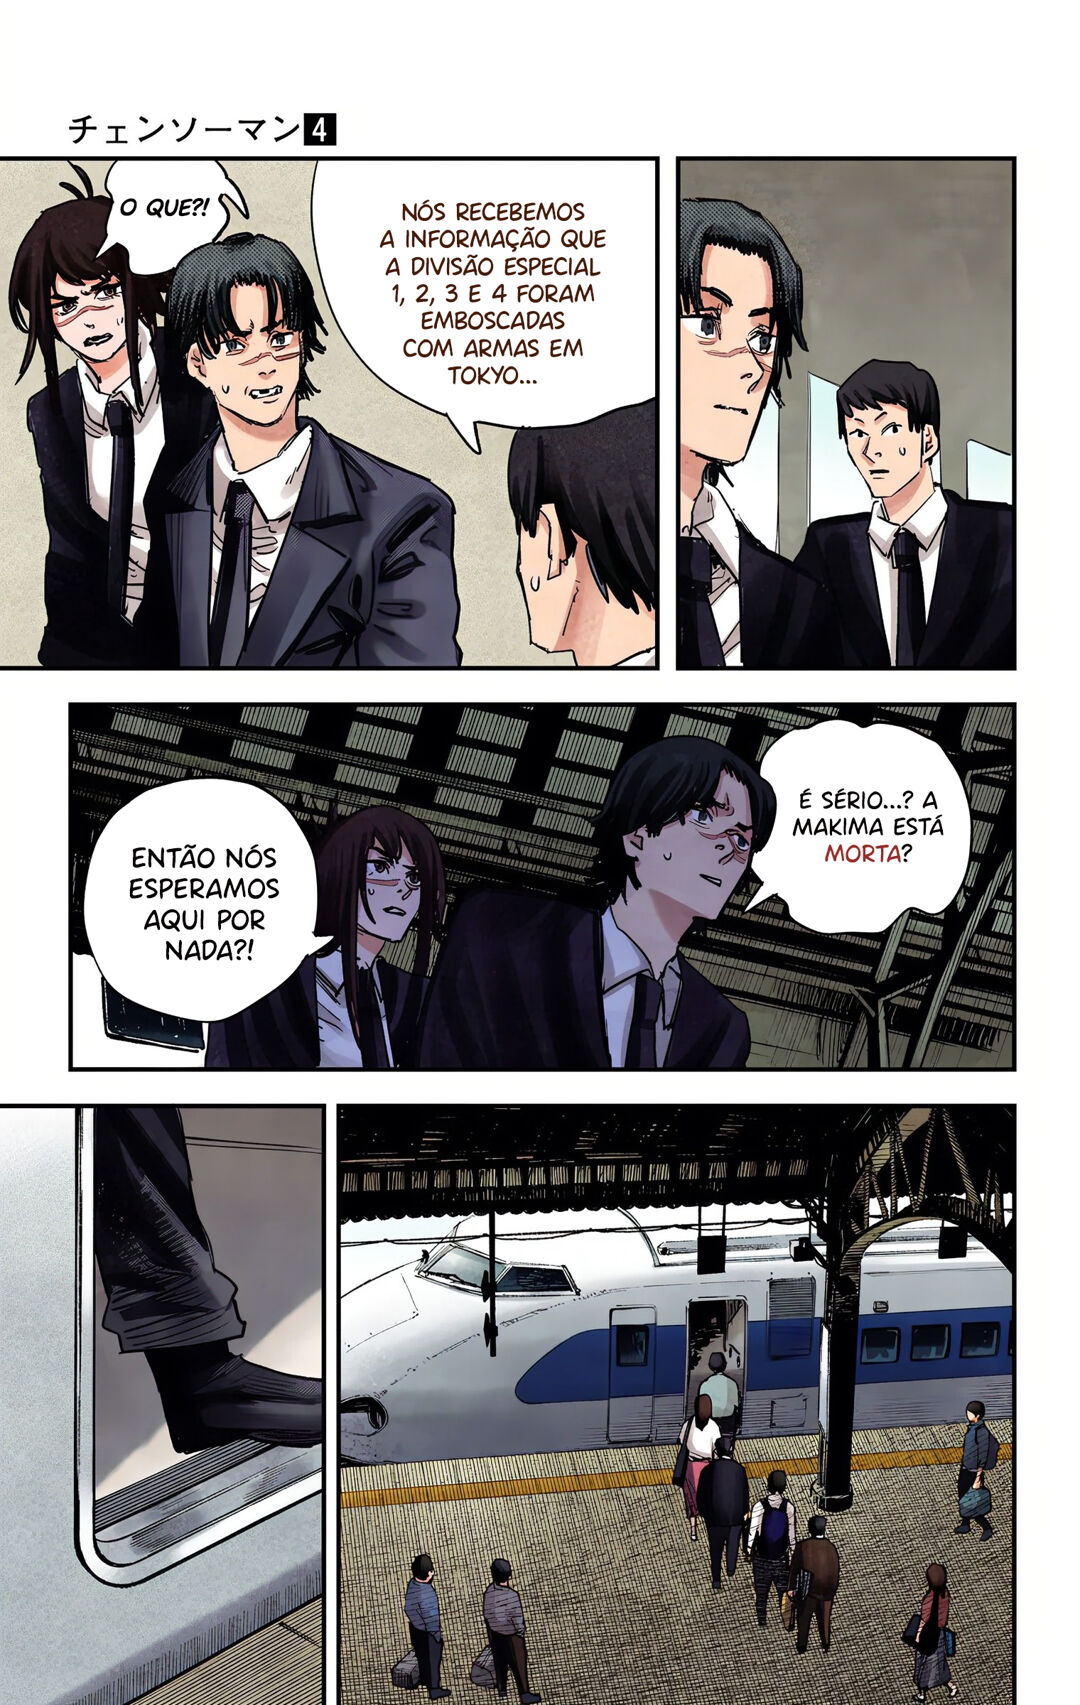 チェンソーマン4
NÓS RECEBEMOS
A INFORMAÇÃO QUE
A DIVISÃO ESPECIAL
1, 2, 3 E 4 FORAM
EMBOSCADAS
COM ARMAS EM
TOKYO...
O QUE?!
É SÉRIO...? A
MAKIMA ESTÁ
MORTA?
ENTÃO NÓS
ESPERAMOS
AQUI POR
NADA?!